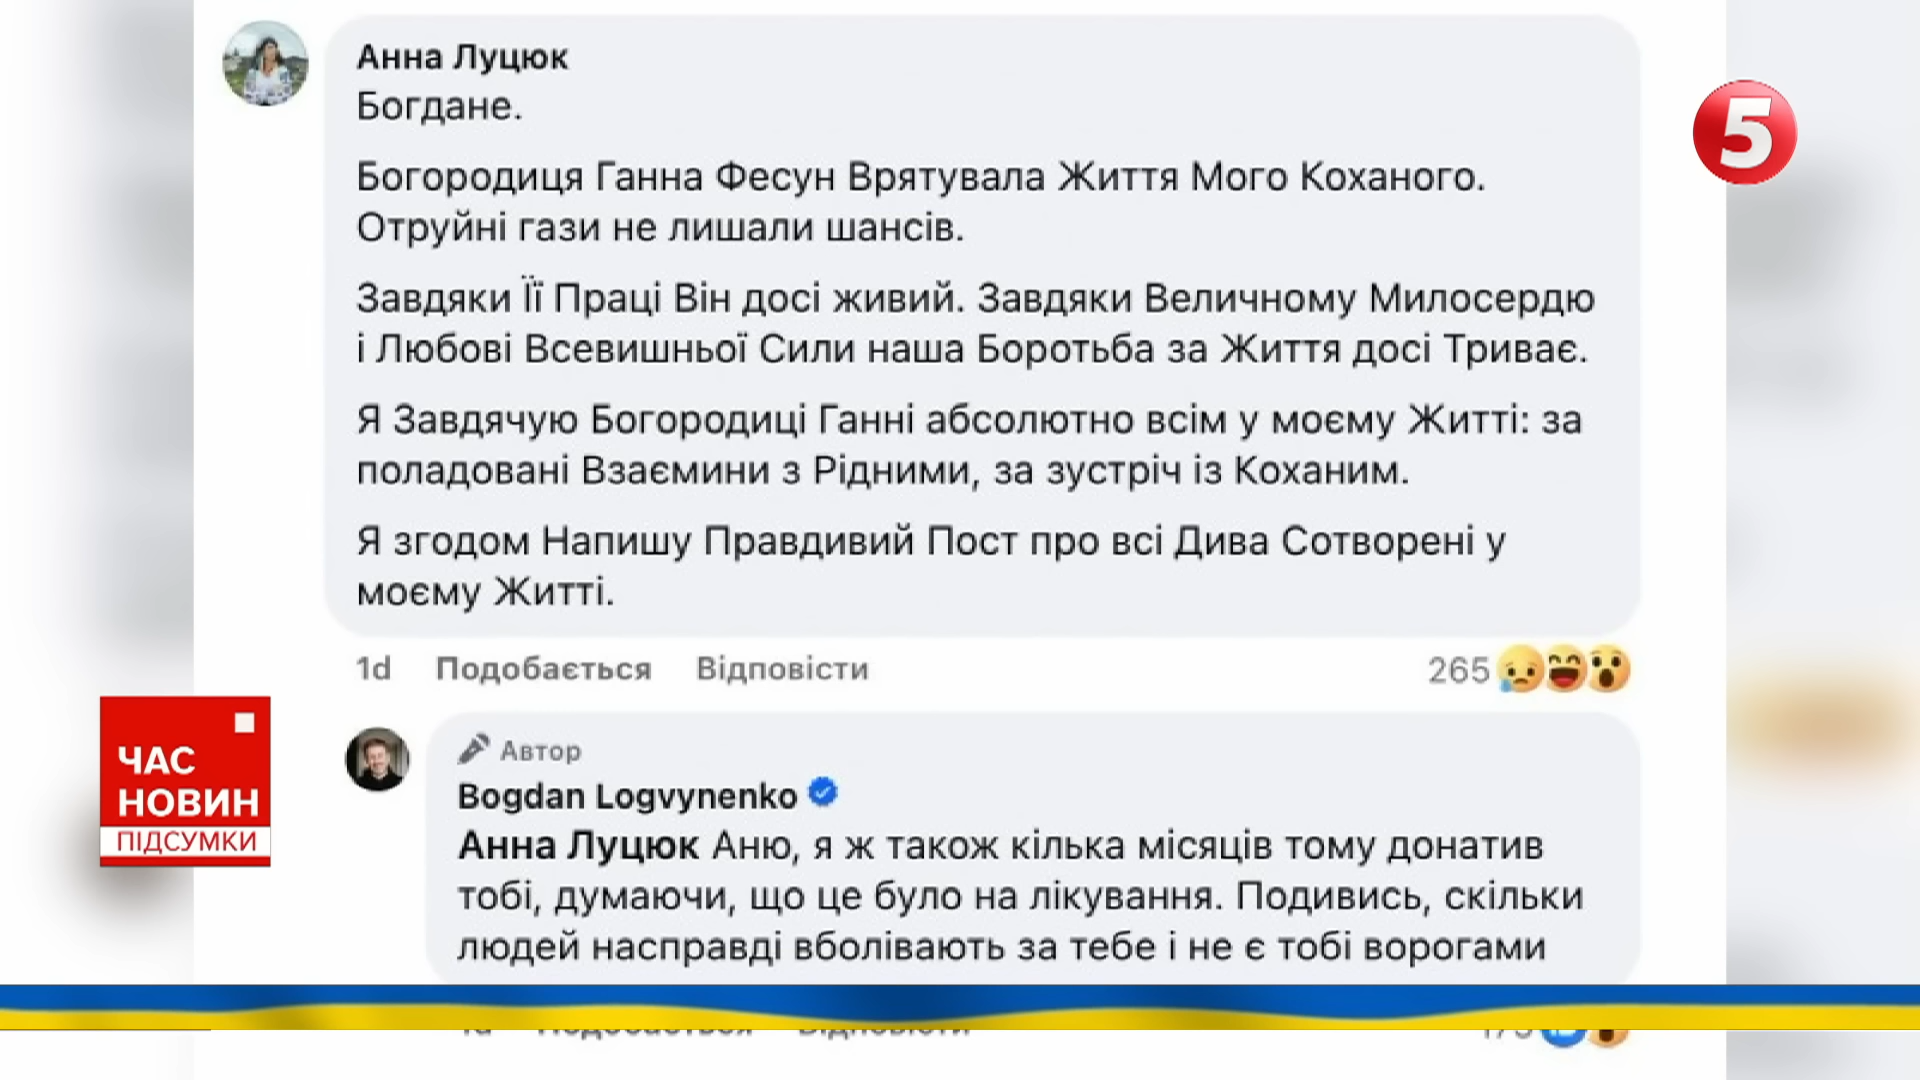 Анна Луцюк
Богдане.
Богородиця Ганна Фесун Врятувала Життя Мого Коханого.
Отруйні гази не лишали шансів.
Завдяки Її Праці Він досі живий. Завдяки Величному Милосердю
і Любові Всевишньої Сили наша Боротьба за Життя досі Триває.
Я Завдячую Богородиці Ганні абсолютно всім у моєму Житті: за
поладовані Взаємини з Рідними, за зустріч із Коханим.
Я згодом Напишу Правдивий Пост про всі Дива Сотворені у
моєму Житті.
1d Подобається Відповісти 265
Автор
Bogdan Logvynenko
Анна Луцюк Аню, я ж також кілька місяців тому донатив
тобі, думаючи, що це було на лікування. Подивись, скільки
людей насправді вболівають за тебе і не є тобі ворогами
1d Подобається Відповісти 
5
ЧАС
НОВИН
ПІДСУМКИ